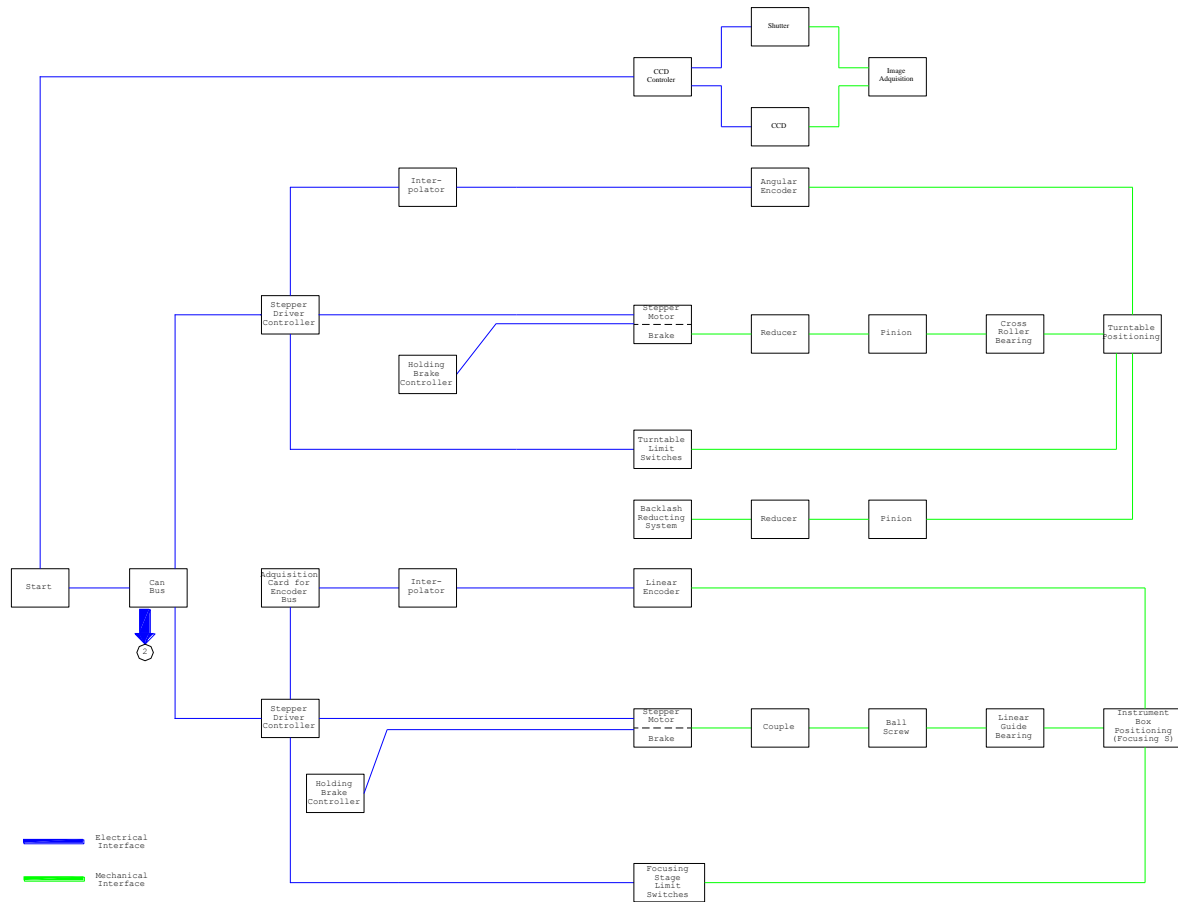 Shutter
CCD
Controler
Image
Adquisition
CCD
Inter-
polator
Angular
Encoder
Stepper
Driver
Controller
Stepper
Motor
Brake
Reducer
Pinion
Cross
Roller
Bearing
Turntable
Positioning
Holding
Brake
Controller
Turntable
Limit
Switches
Backlash
Reducting
System
Reducer
Pinion
Start
Can
Bus
Adquisition
Card for
Encoder
Bus
Inter-
polator
Linear
Encoder
2
Stepper
Driver
Controller
Stepper
Motor
Brake
Couple
Ball
Screw
Linear
Guide
Bearing
Instrument
Box
Positioning
(Focusing S)
Holding
Brake
Controller
Electrical
Interface
Focusing
Stage
Limit
Switches
Mechanical
Interface